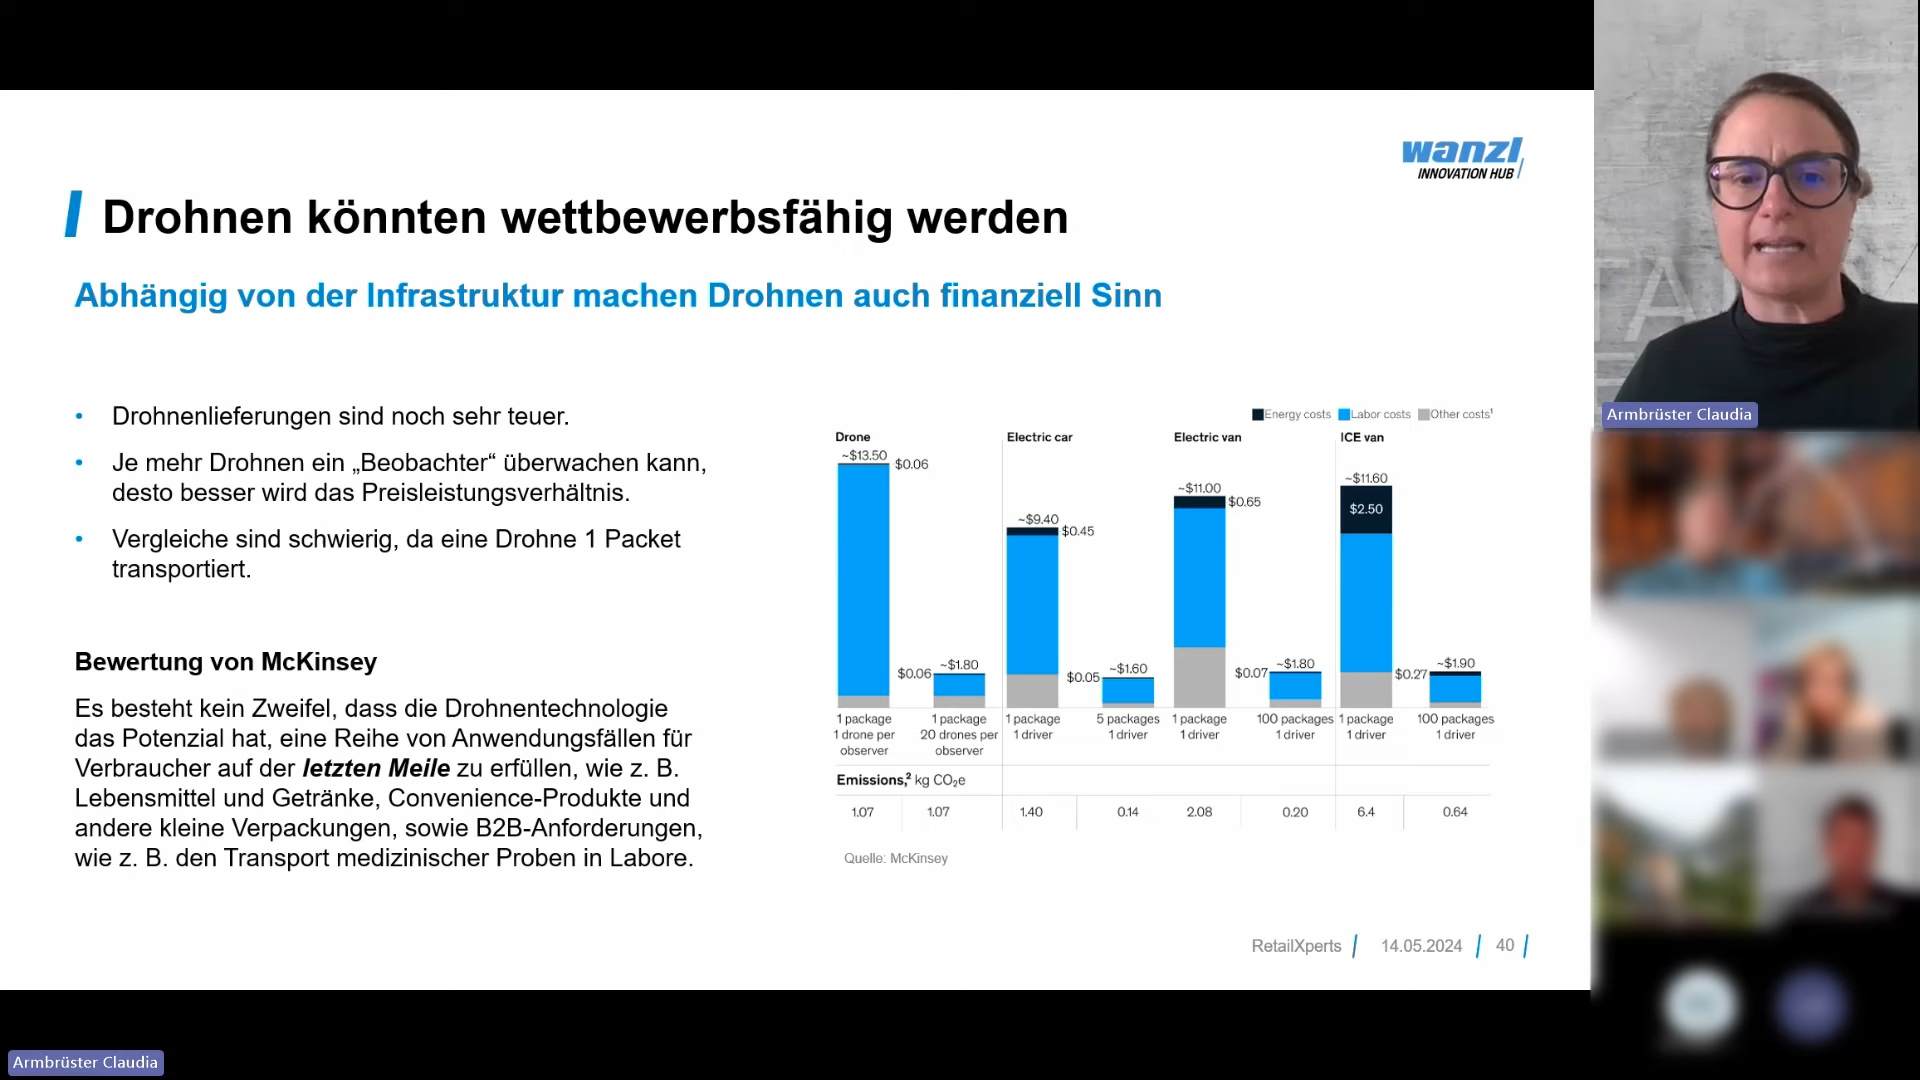 wanzl
INNOVATION HUB
Drohnen könnten wettbewerbsfähig werden
Abhängig von der Infrastruktur machen Drohnen auch finanziell Sinn
• Drohnenlieferungen sind noch sehr teuer.
• Je mehr Drohnen ein „Beobachter“ überwachen kann,
desto besser wird das Preisleistungsverhältnis.
• Vergleiche sind schwierig, da eine Drohne 1 Packet
transportiert.
Bewertung von McKinsey
Es besteht kein Zweifel, dass die Drohnentechnologie
das Potenzial hat, eine Reihe von Anwendungsfällen für
Verbraucher auf der letzten Meile zu erfüllen, wie z. B.
Lebensmittel und Getränke, Convenience-Produkte und
andere kleine Verpackungen, sowie B2B-Anforderungen,
wie z. B. den Transport medizinischer Proben in Labore.
Energy costs Labor costs Other costs¹
Drone Electric car Electric van ICE van
~$13.50 $0.06
~$11.60
$2.50
~$11.00 $0.65
~$9.40 $0.45
$0.06 ~$1.80 $0.05 ~$1.60 $0.07 ~$1.80 $0.27 ~$1.90
1 package 1 package 1 package 5 packages 1 package 100 packages 1 package 100 packages
1 drone per 20 drones per 1 driver 1 driver 1 driver 1 driver 1 driver 1 driver
observer observer
Emissions,² kg CO₂e
1.07 1.07 1.40 0.14 2.08 0.20 6.4 0.64
Quelle: McKinsey
RetailXperts 14.05.2024 40
Armbrüster Claudia
Armbrüster Claudia